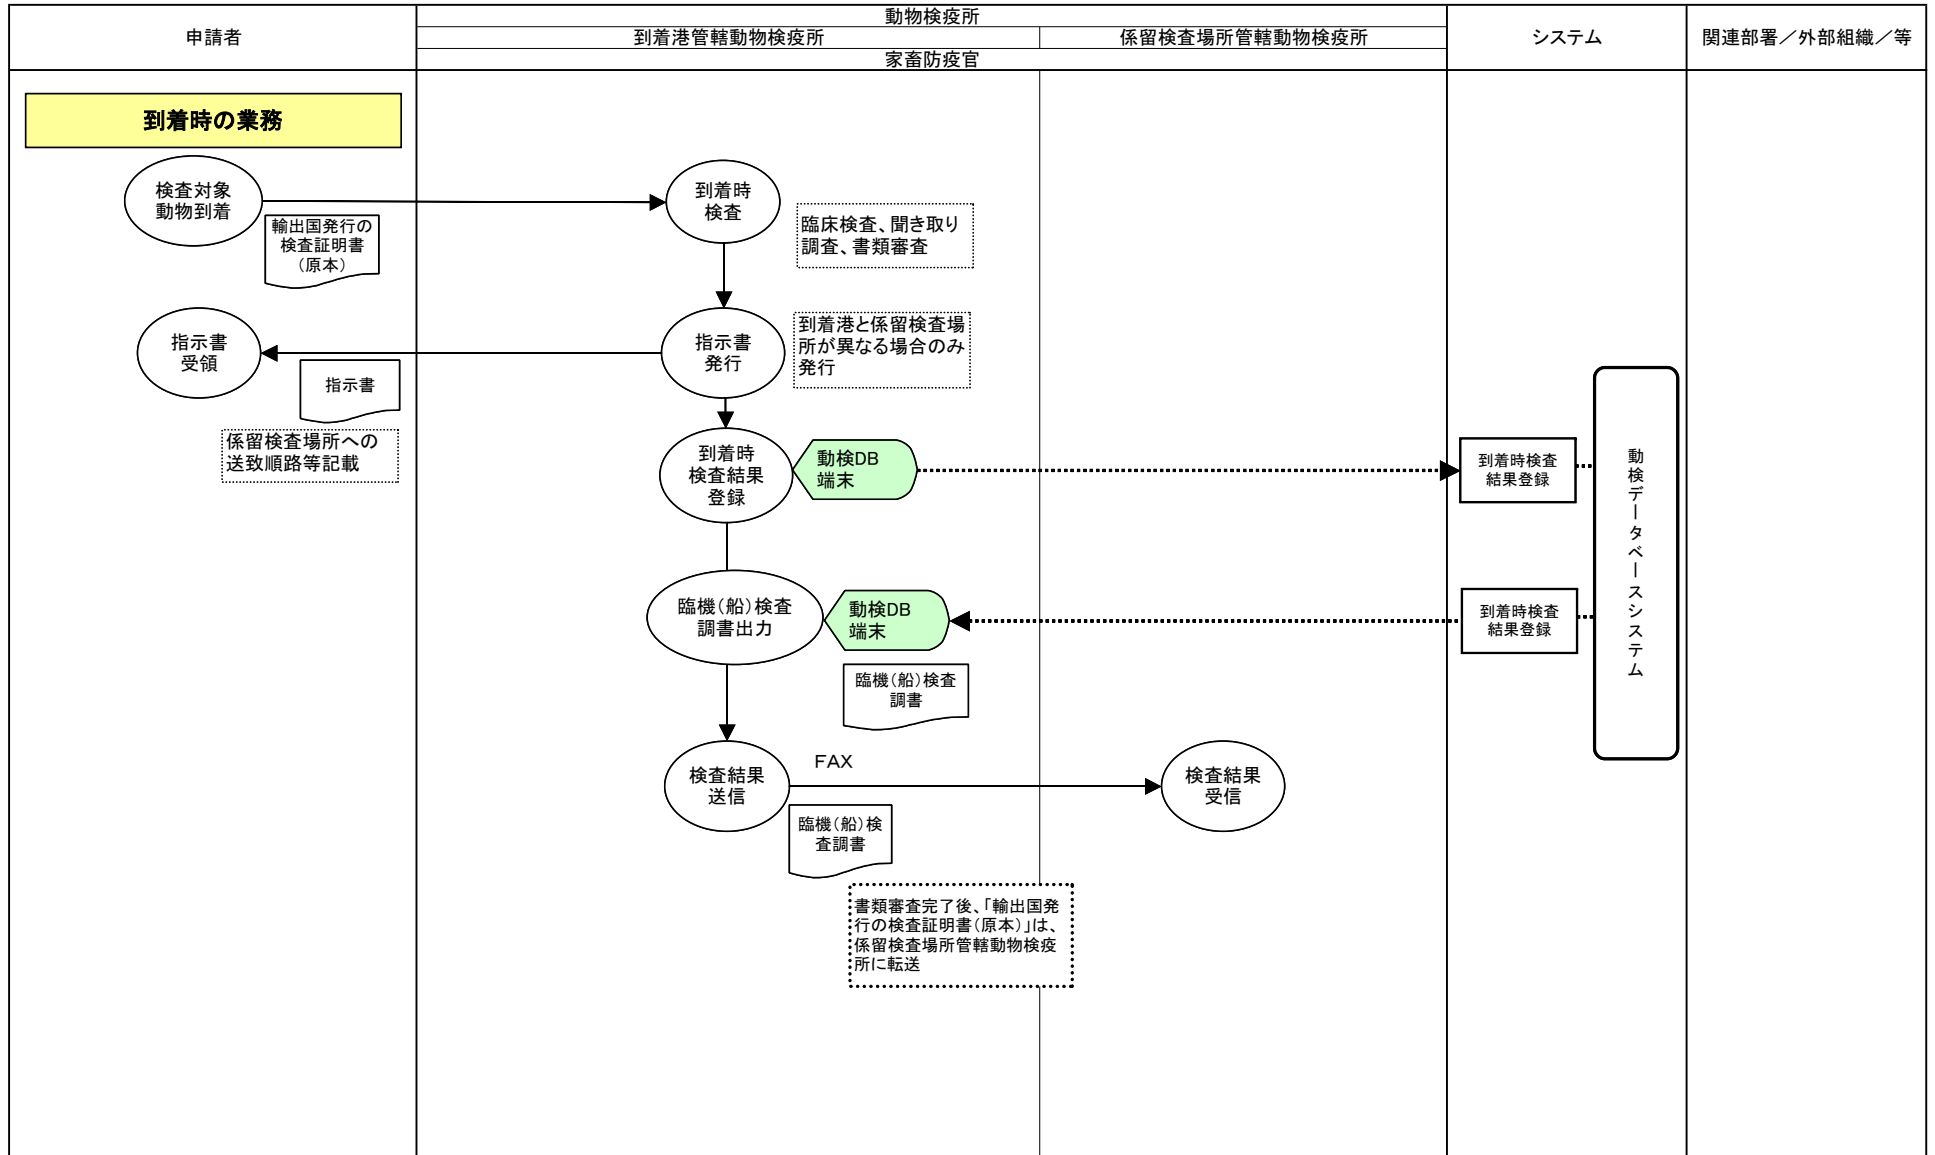 申請者
動物検疫所
到着港管轄動物検疫所
係留検査場所管轄動物検疫所
家畜防疫官
システム
関連部署／外部組織／等
到着時の業務
検査対象
動物到着
輸出国発行の
検査証明書
（原本）
到着時
検査
臨床検査、聞き取り
調査、書類審査
指示書
受領
指示書
係留検査場所への
送致順路等記載
指示書
発行
到着港と係留検査場
所が異なる場合のみ
発行
到着時
検査結果
登録
動検DB
端末
到着時検査
結果登録
動検データベースシステム
臨機（船）検査
調書出力
動検DB
端末
到着時検査
結果登録
臨機（船）検査
調書
検査結果
送信
FAX
臨機（船）検
査調書
検査結果
受信
書類審査完了後、「輸出国発
行の検査証明書（原本）」は、
係留検査場所管轄動物検疫
所に転送